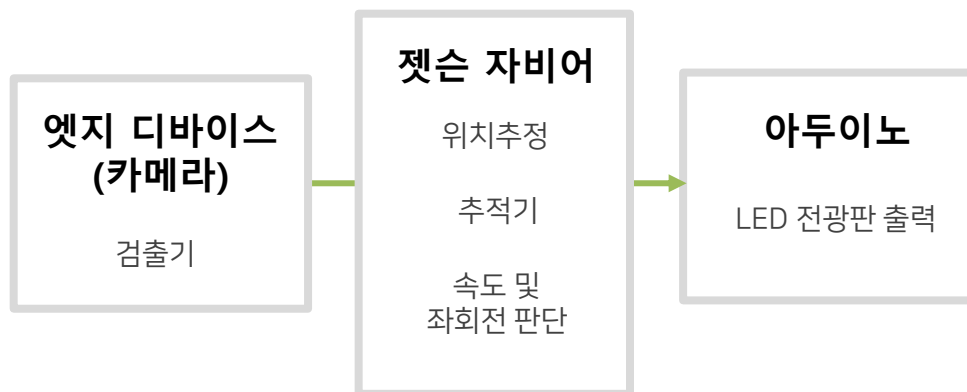 엣지 디바이스
(카메라)
검출기
젯슨 자비어
위치추정
추적기
속도 및
좌회전 판단
아두이노
LED 전광판 출력